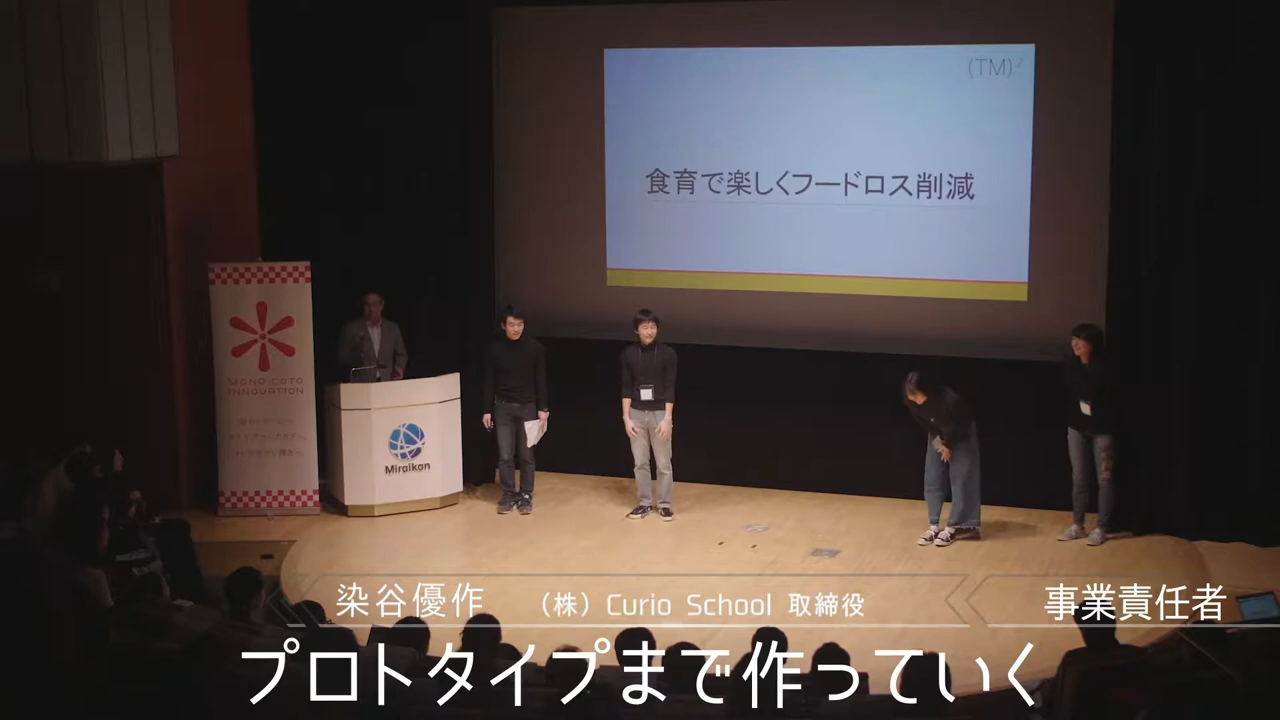 (TM)²
食育で楽しくフードロス削減
MONO-COTO
INNOVATION
Miraikan
染谷優作 （株）Curio School 取締役
事業責任者
プロトタイプまで作っていく